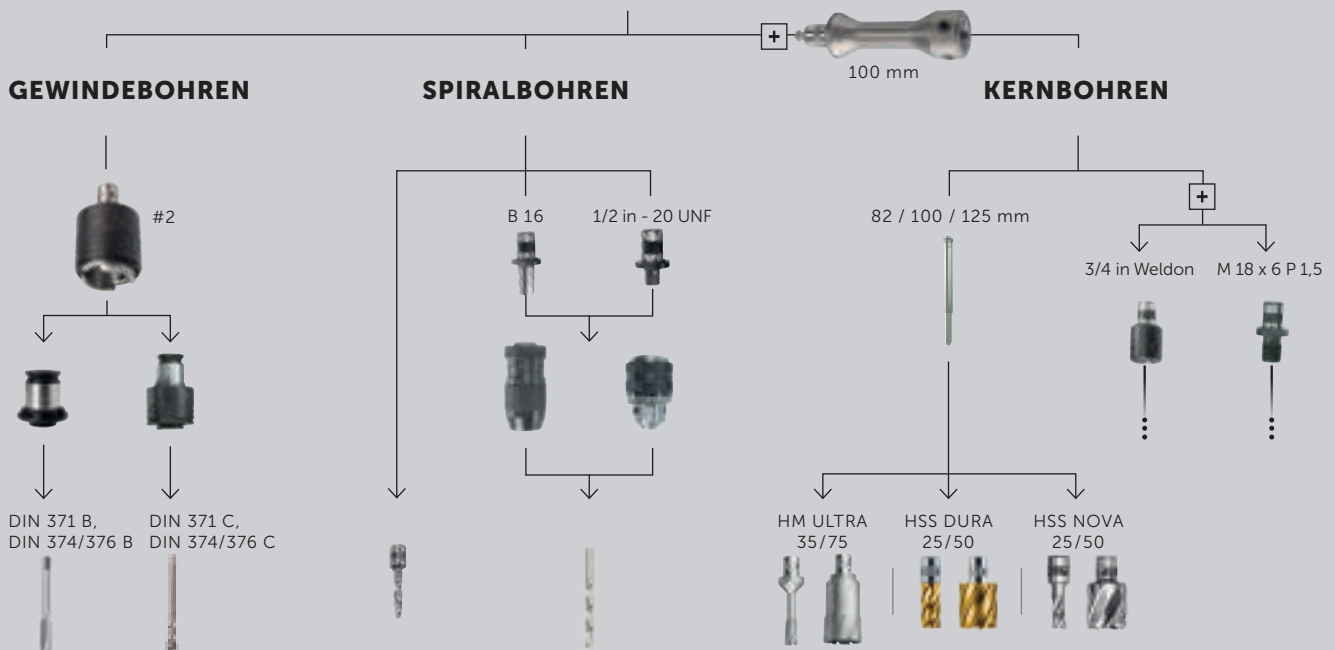 +
100 mm
GEWINDEBOHREN
SPIRALBOHREN
KERNBOHREN
#2
B 16
1/2 in - 20 UNF
82 / 100 / 125 mm
+
3/4 in Weldon
M 18 x 6 P 1,5
DIN 371 B,
DIN 374/376 B
DIN 371 C,
DIN 374/376 C
HM ULTRA
35/75
HSS DURA
25/50
HSS NOVA
25/50